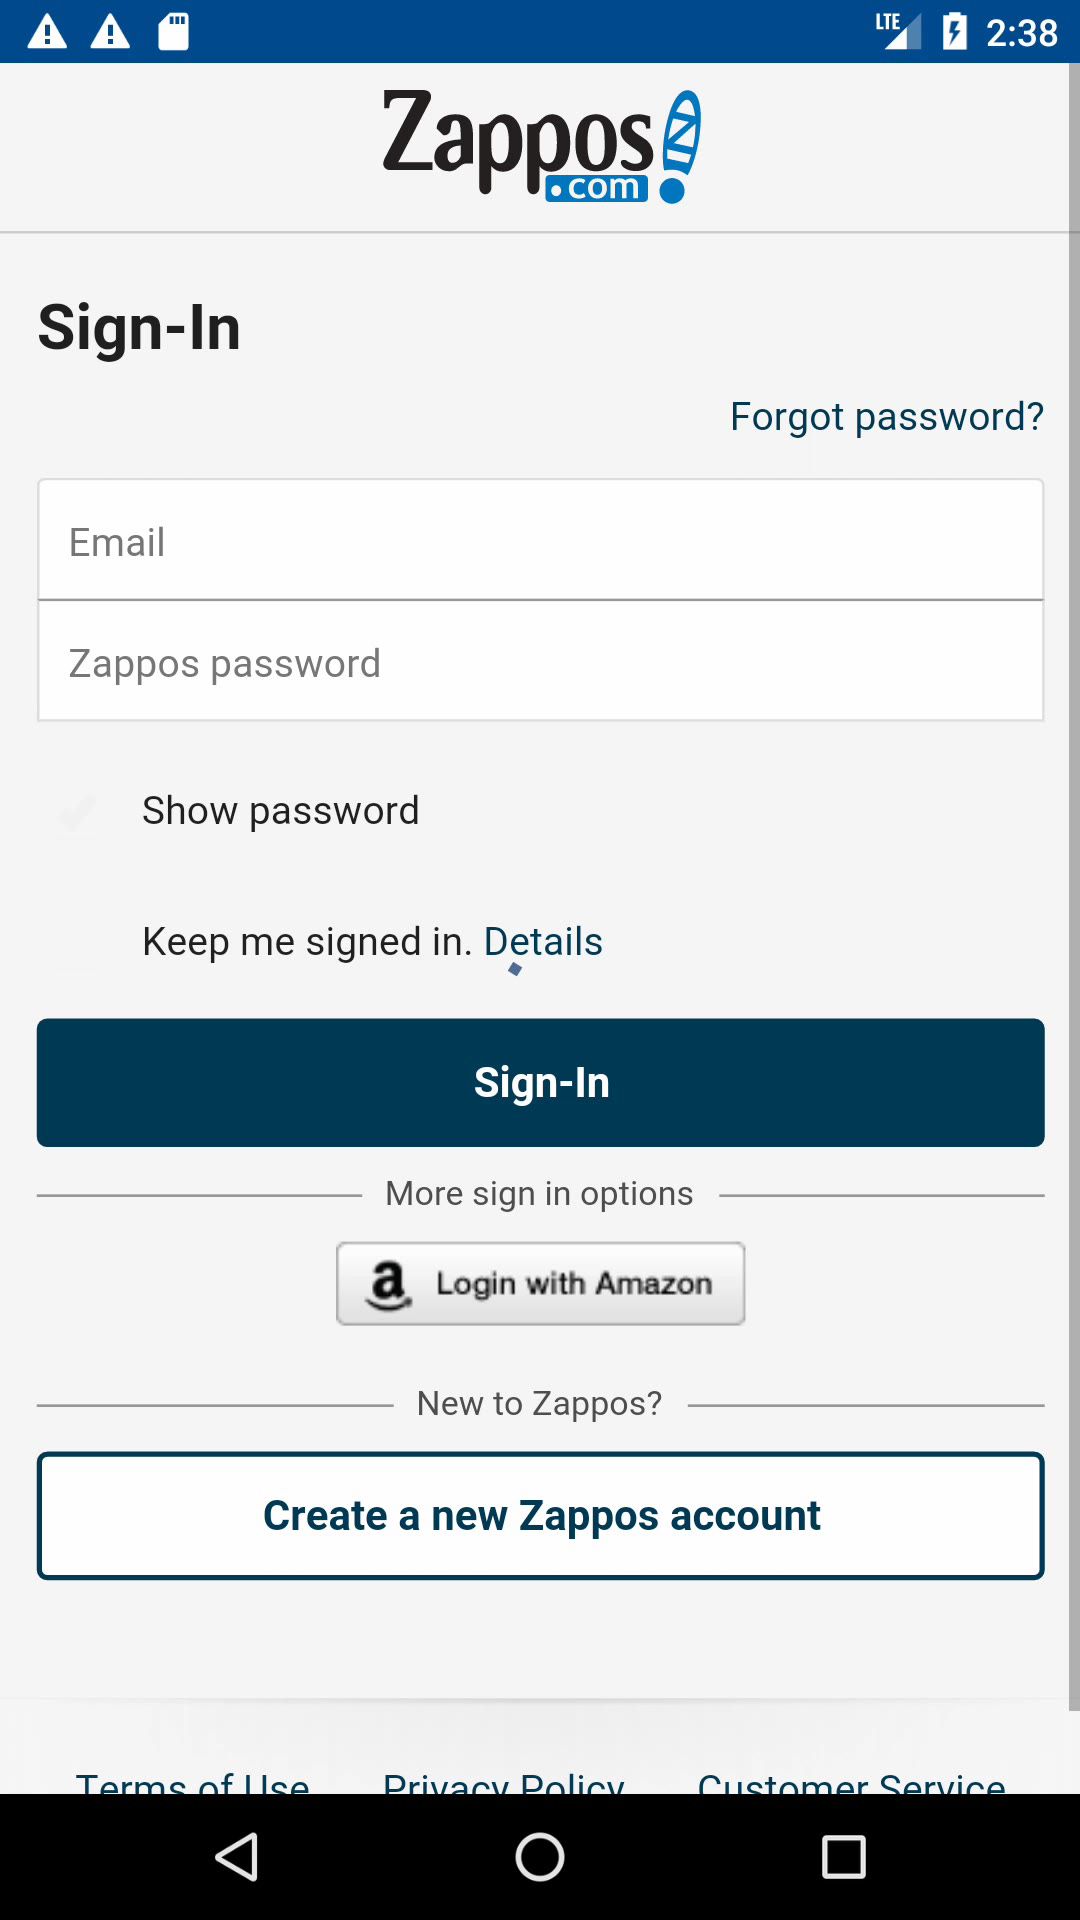 LTE 2:38
Zappos
.com
Sign-In
Forgot password?
Email
Zappos password
Show password
Keep me signed in. Details
Sign-In
More sign in options
a Login with Amazon
New to Zappos?
Create a new Zappos account
Terms of Use Privacy Policy Customer Service